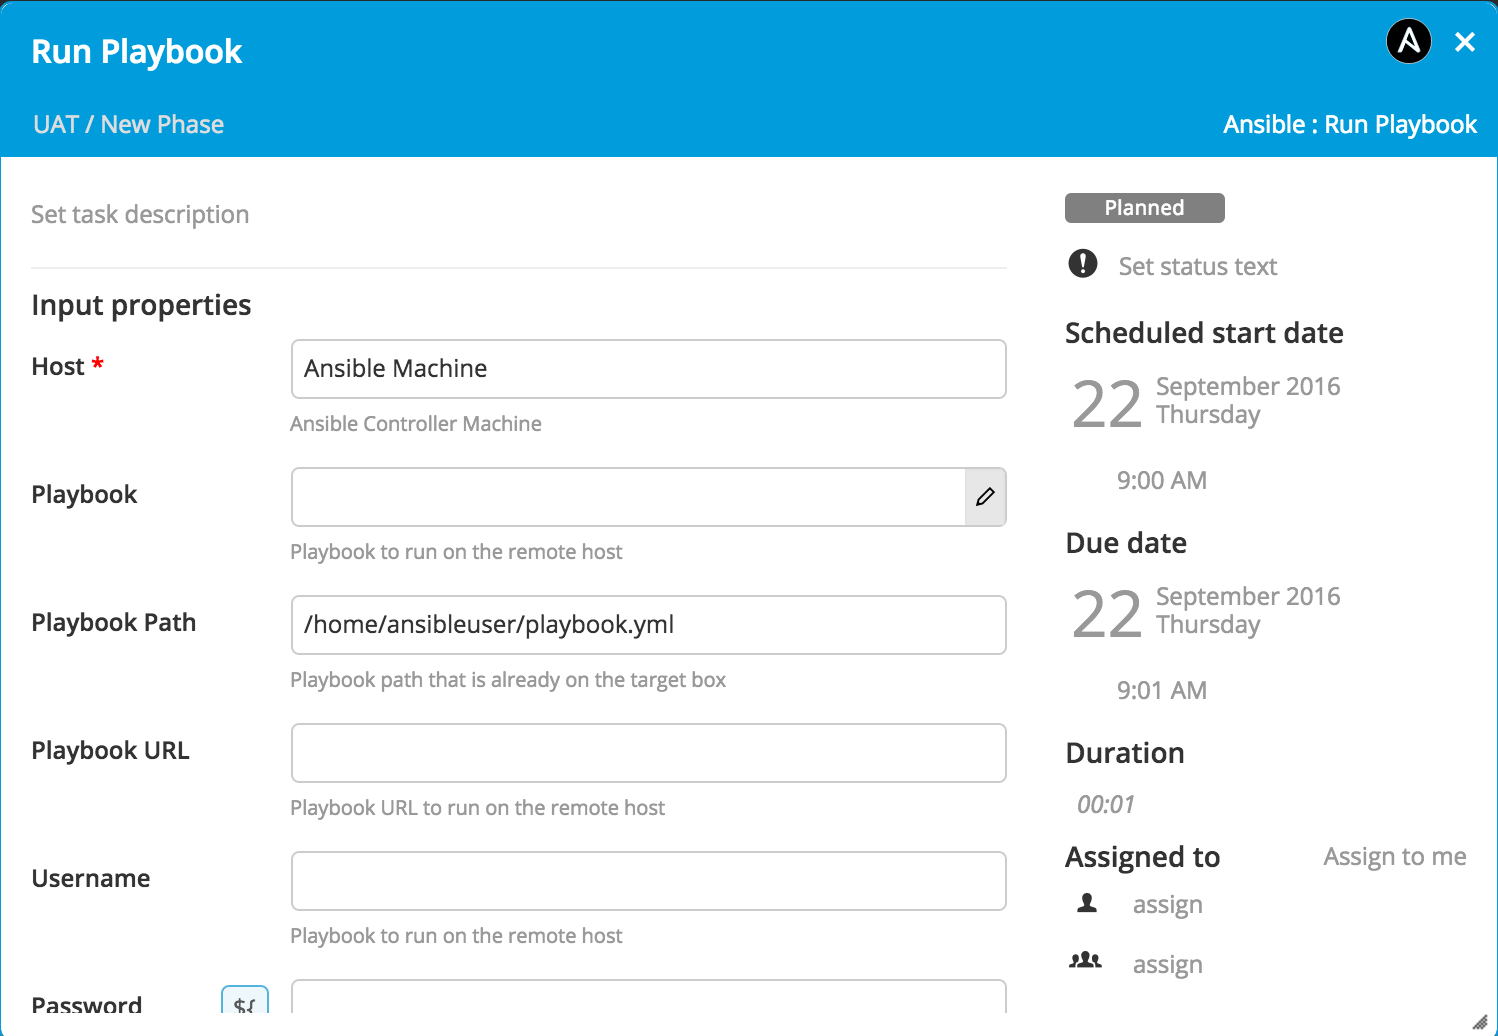 Run Playbook
UAT / New Phase
Ansible : Run Playbook
Set task description
Input properties
Host *
Ansible Machine
Ansible Controller Machine
Playbook
Playbook to run on the remote host
Playbook Path
/home/ansibleuser/playbook.yml
Playbook path that is already on the target box
Playbook URL
Playbook URL to run on the remote host
Username
Playbook to run on the remote host
Password
${
Planned
Set status text
Scheduled start date
22
September 2016
Thursday
9:00 AM
Due date
22
September 2016
Thursday
9:01 AM
Duration
00:01
Assigned to
Assign to me
assign
assign